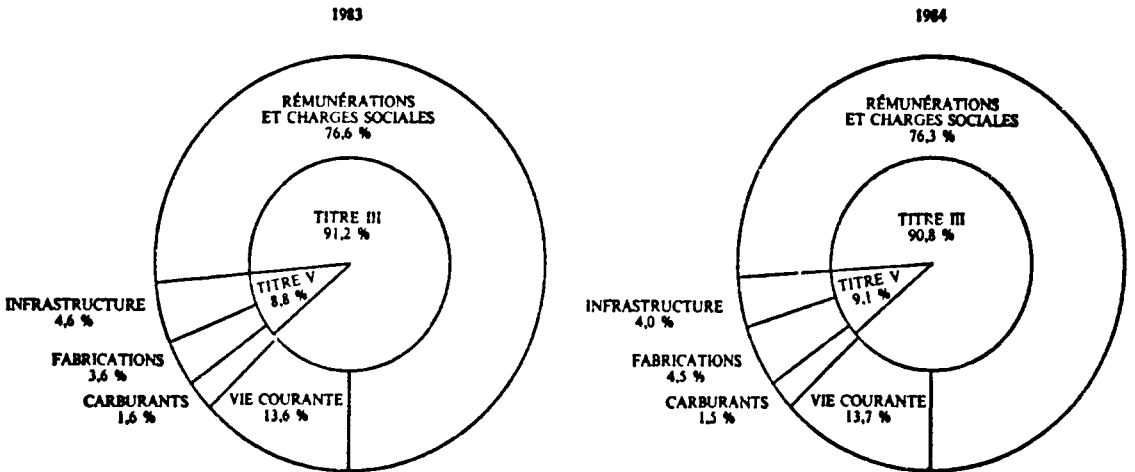 1983
RÉMUNÉRATIONS
ET CHARGES SOCIALES
76,6 %
TITRE III
91,2 %
TITRE V
8,8 %
INFRASTRUCTURE
4,6 %
FABRICATIONS
3,6 %
CARBURANTS
1,6 %
VIE COURANTE
13,6 %
1984
RÉMUNÉRATIONS
ET CHARGES SOCIALES
76,3 %
TITRE III
90,8 %
TITRE V
9,1 %
INFRASTRUCTURE
4,0 %
FABRICATIONS
4,5 %
CARBURANTS
1,5 %
VIE COURANTE
13,7 %